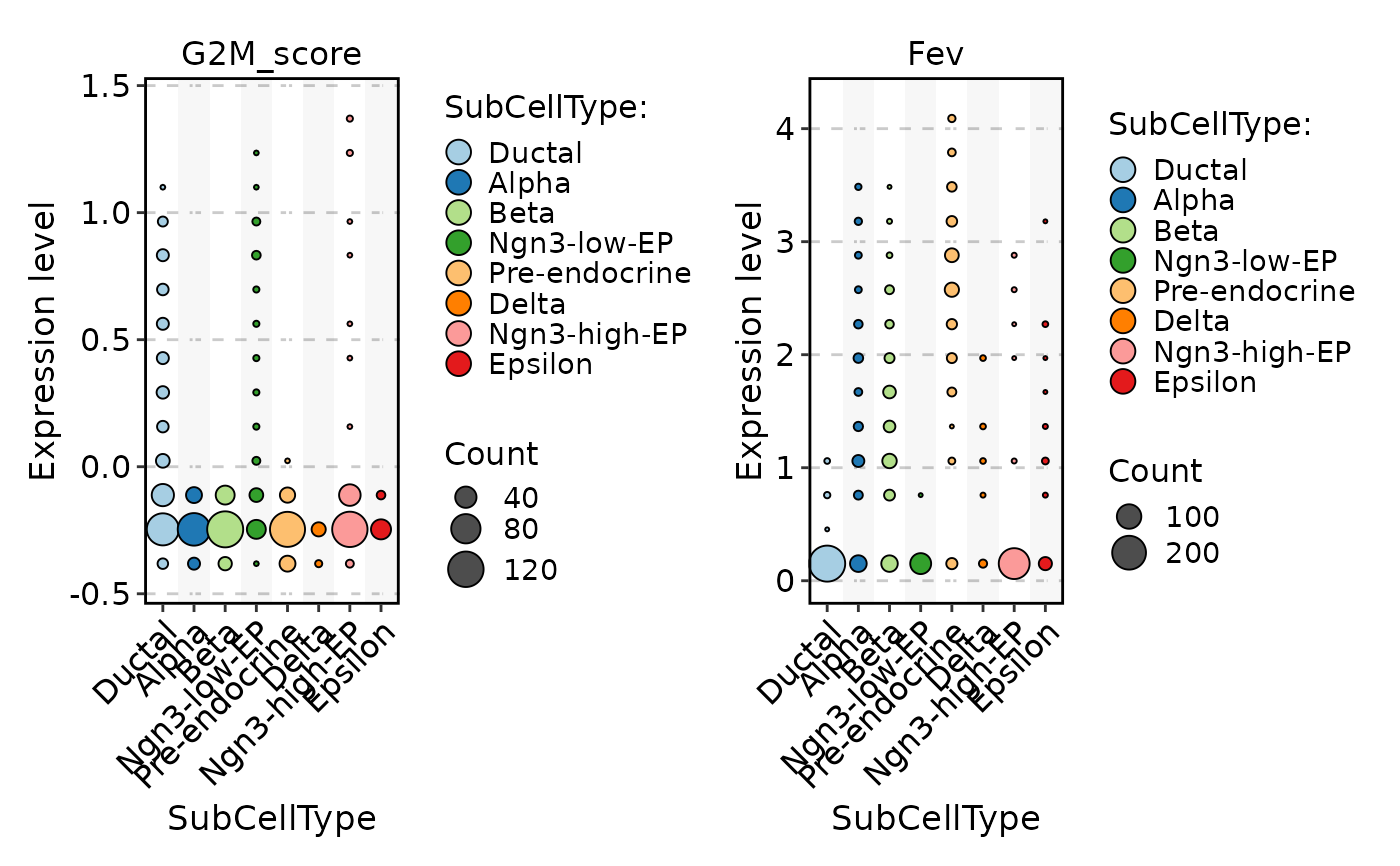 G2M_score
Expression level
1.5
1.0
0.5
0.0
-0.5
Ductal
Alpha
Beta
Ngn3-low-EP
Pre-endocrine
Delta
Ngn3-high-EP
Epsilon
SubCellType
SubCellType:
Ductal
Alpha
Beta
Ngn3-low-EP
Pre-endocrine
Delta
Ngn3-high-EP
Epsilon
Count
40
80
120
Fev
Expression level
4
3
2
1
0
Ductal
Alpha
Beta
Ngn3-low-EP
Pre-endocrine
Delta
Ngn3-high-EP
Epsilon
SubCellType
SubCellType:
Ductal
Alpha
Beta
Ngn3-low-EP
Pre-endocrine
Delta
Ngn3-high-EP
Epsilon
Count
100
200